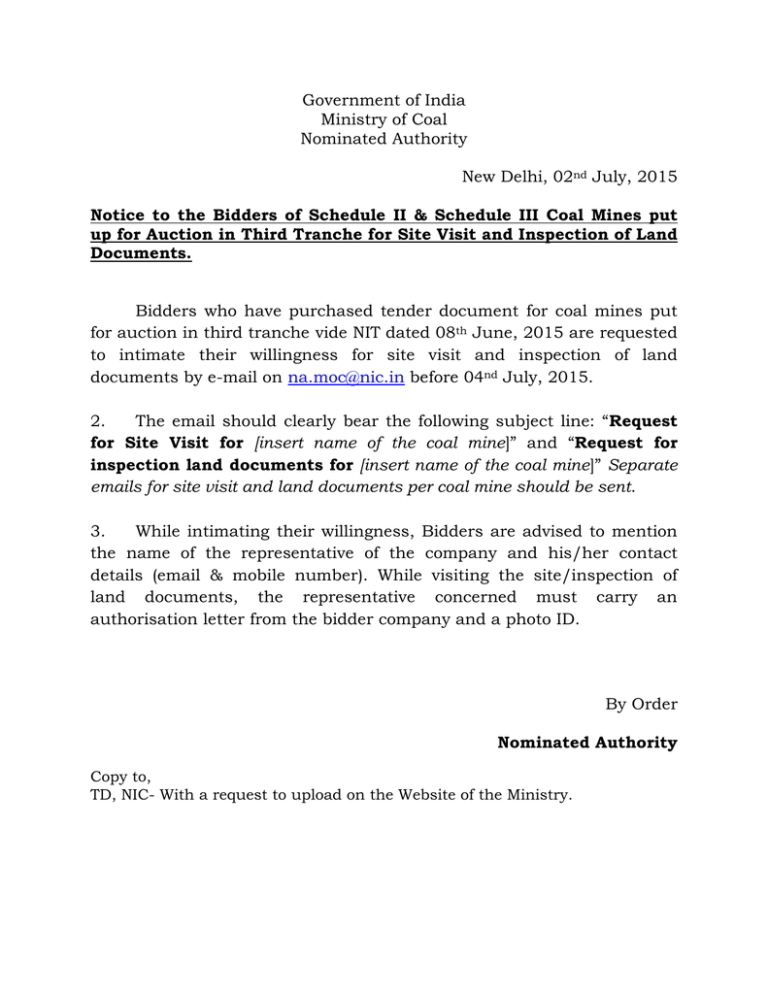 Government of India
Ministry of Coal
Nominated Authority
New Delhi, 02nd July, 2015
Notice to the Bidders of Schedule II & Schedule III Coal Mines put
up for Auction in Third Tranche for Site Visit and Inspection of Land
Documents.
Bidders who have purchased tender document for coal mines put
for auction in third tranche vide NIT dated 08th June, 2015 are requested
to intimate their willingness for site visit and inspection of land
documents by e-mail on na.moc@nic.in before 04nd July, 2015.
2. The email should clearly bear the following subject line: “Request
for Site Visit for [insert name of the coal mine]” and “Request for
inspection land documents for [insert name of the coal mine]” Separate
emails for site visit and land documents per coal mine should be sent.
3. While intimating their willingness, Bidders are advised to mention
the name of the representative of the company and his/her contact
details (email & mobile number). While visiting the site/inspection of
land documents, the representative concerned must carry an
authorisation letter from the bidder company and a photo ID.
By Order
Nominated Authority
Copy to,
TD, NIC- With a request to upload on the Website of the Ministry.